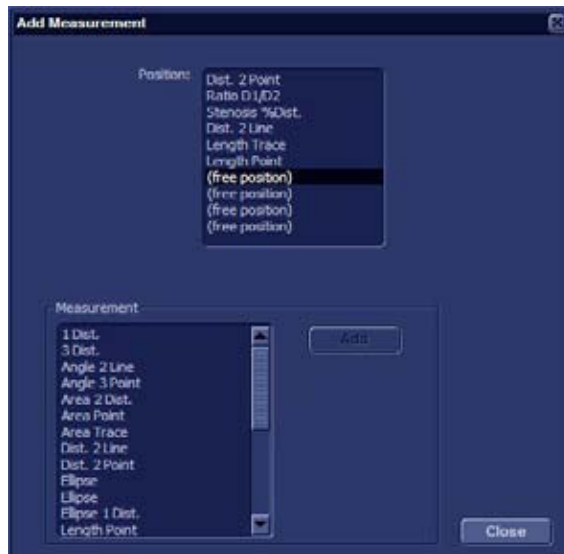 Add Measurement
Position:
Dist. 2 Point
Ratio D1/D2
Stenosis %Dist.
Dist. 2 Line
Length Trace
Length Point
(free position)
(free position)
(free position)
(free position)
Measurement
1 Dist.
3 Dist.
Angle 2 Line
Angle 3 Point
Area 2 Dist.
Area Point
Area Trace
Dist. 2 Line
Dist. 2 Point
Ellipse
Ellipse
Ellipse 1 Dist.
Length Point
Add
Close